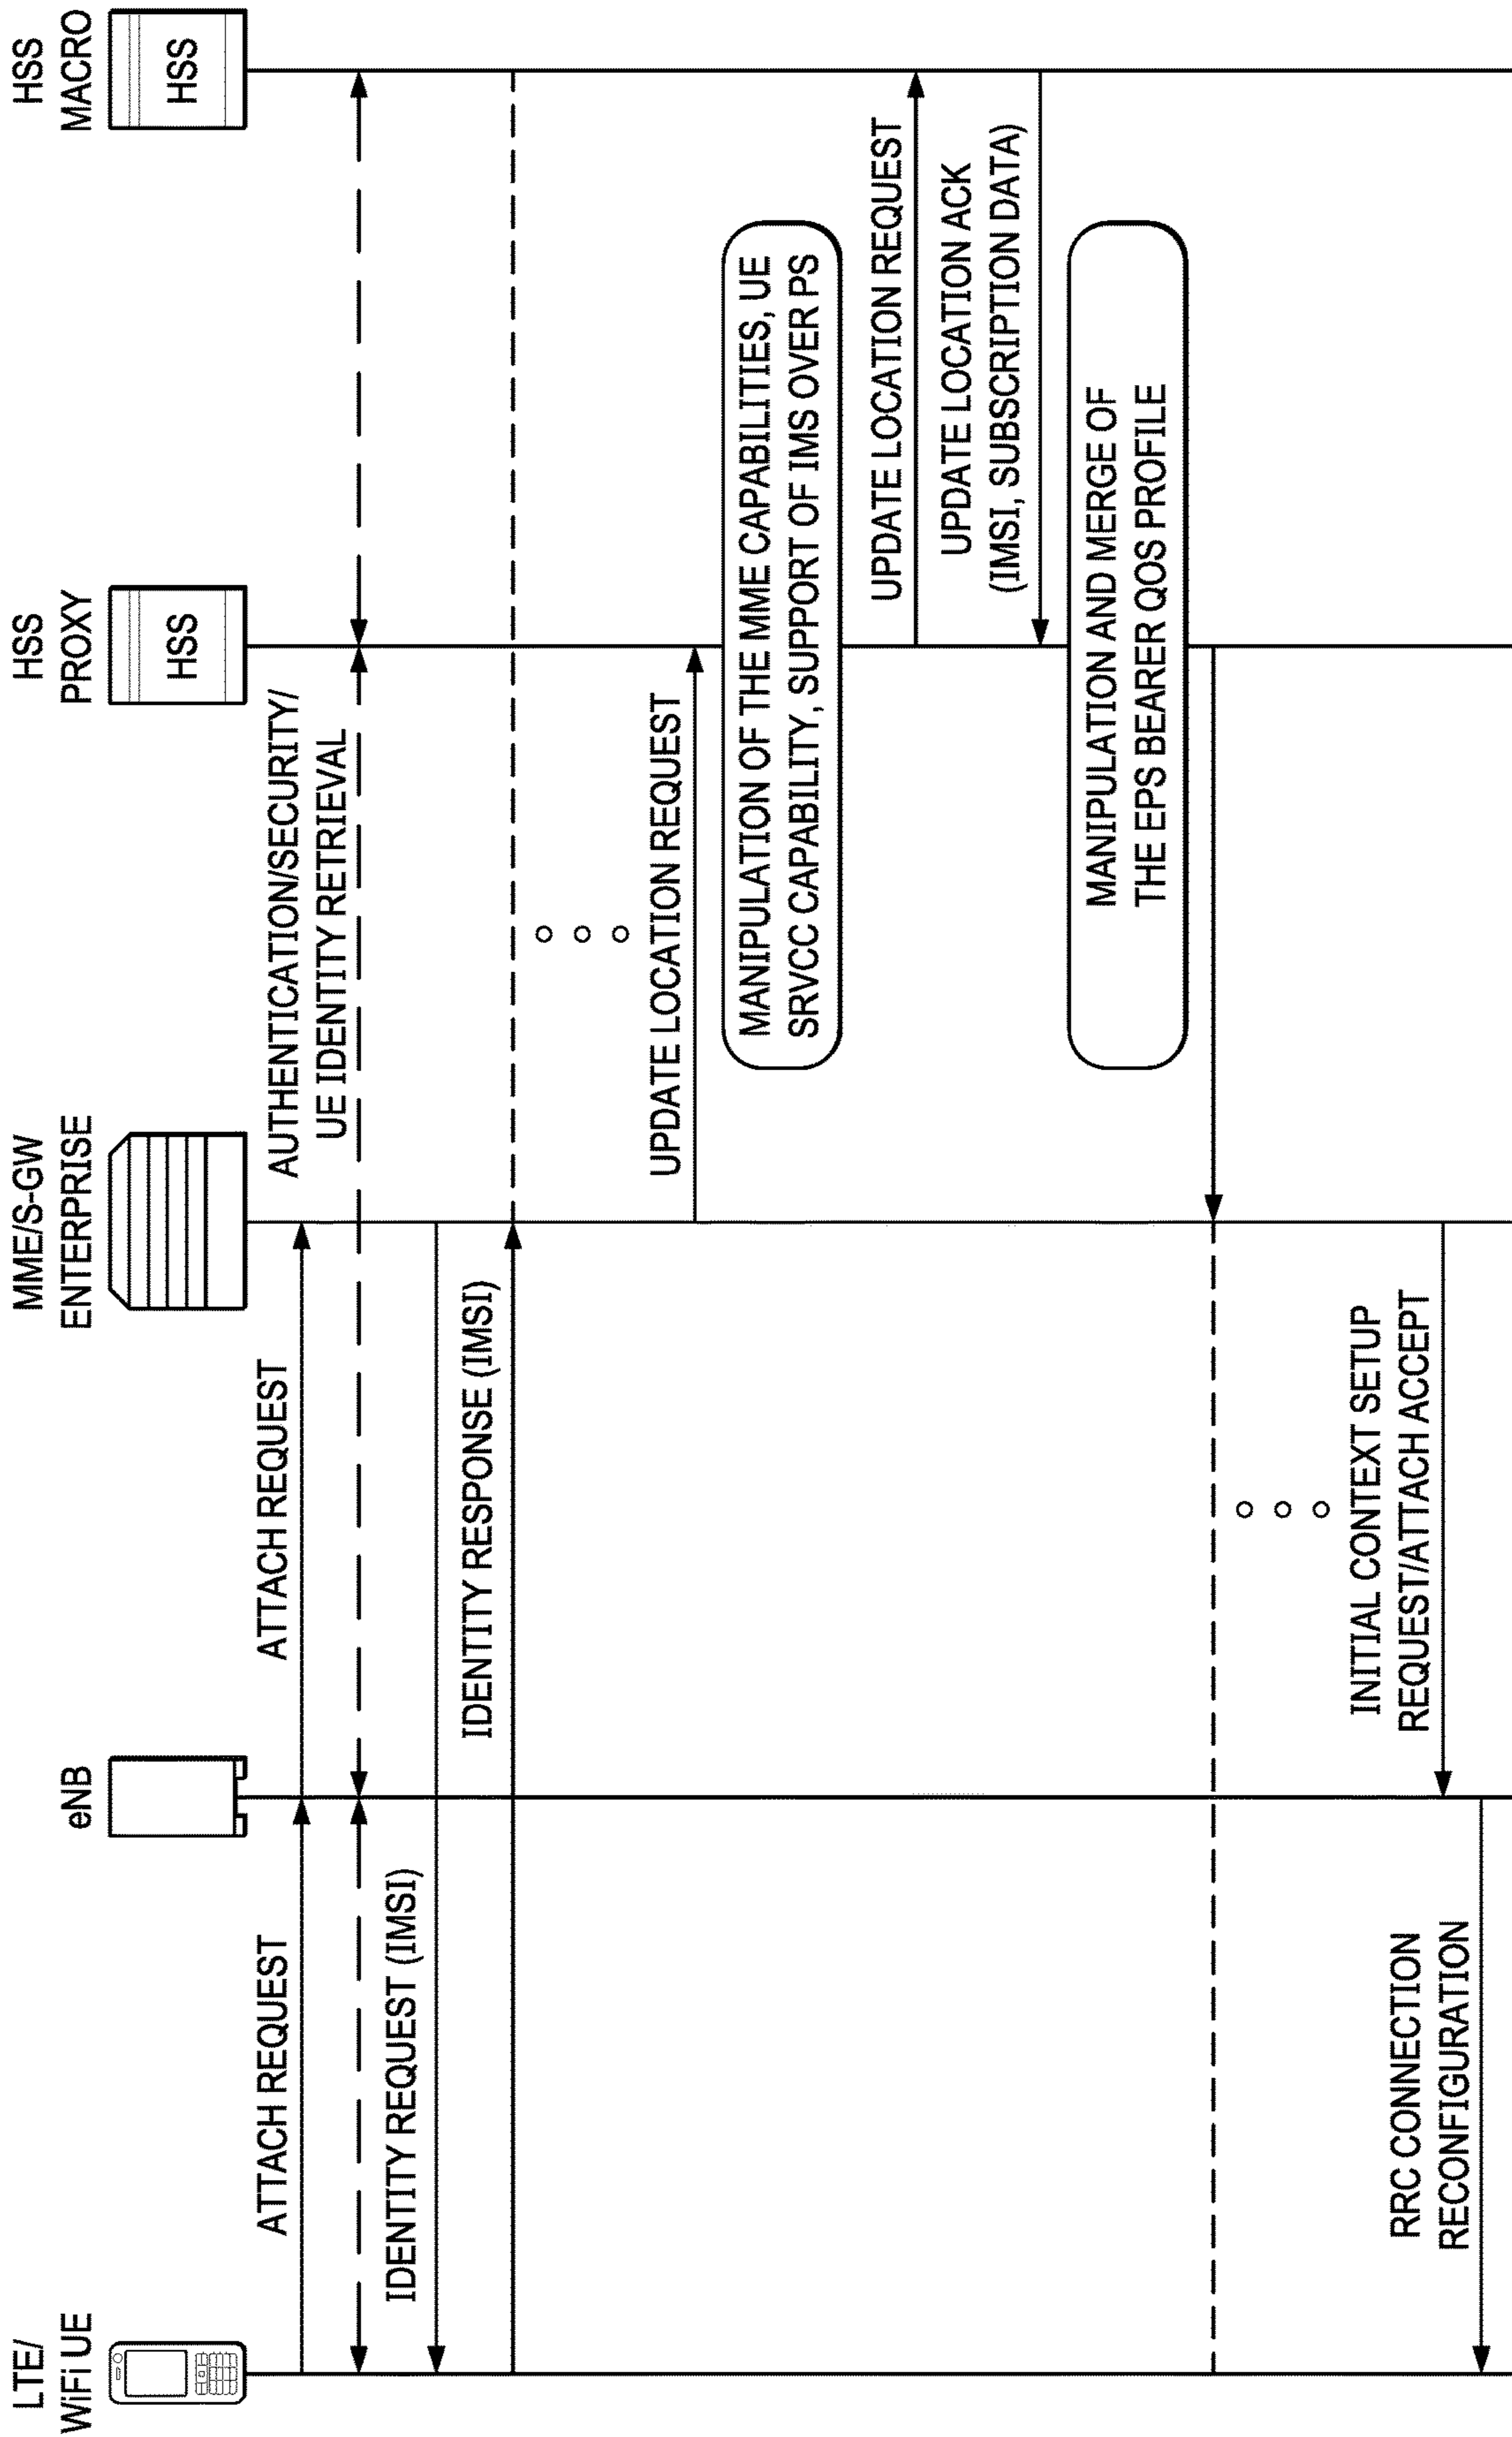 LTE/
WiFi UE
eNB
MME/S-GW
ENTERPRISE
HSS
PROXY
HSS
HSS
MACRO
HSS
ATTACH REQUEST
ATTACH REQUEST
AUTHENTICATION/SECURITY/
UE IDENTITY RETRIEVAL
IDENTITY REQUEST (IMSI)
IDENTITY RESPONSE (IMSI)
UPDATE LOCATION REQUEST
MANIPULATION OF THE MME CAPABILITIES, UE
SRVCC CAPABILITY, SUPPORT OF IMS OVER PS
UPDATE LOCATION REQUEST
UPDATE LOCATION ACK
(IMSI, SUBSCRIPTION DATA)
MANIPULATION AND MERGE OF
THE EPS BEARER QOS PROFILE
INITIAL CONTEXT SETUP
REQUEST/ATTACH ACCEPT
RRC CONNECTION
RECONFIGURATION